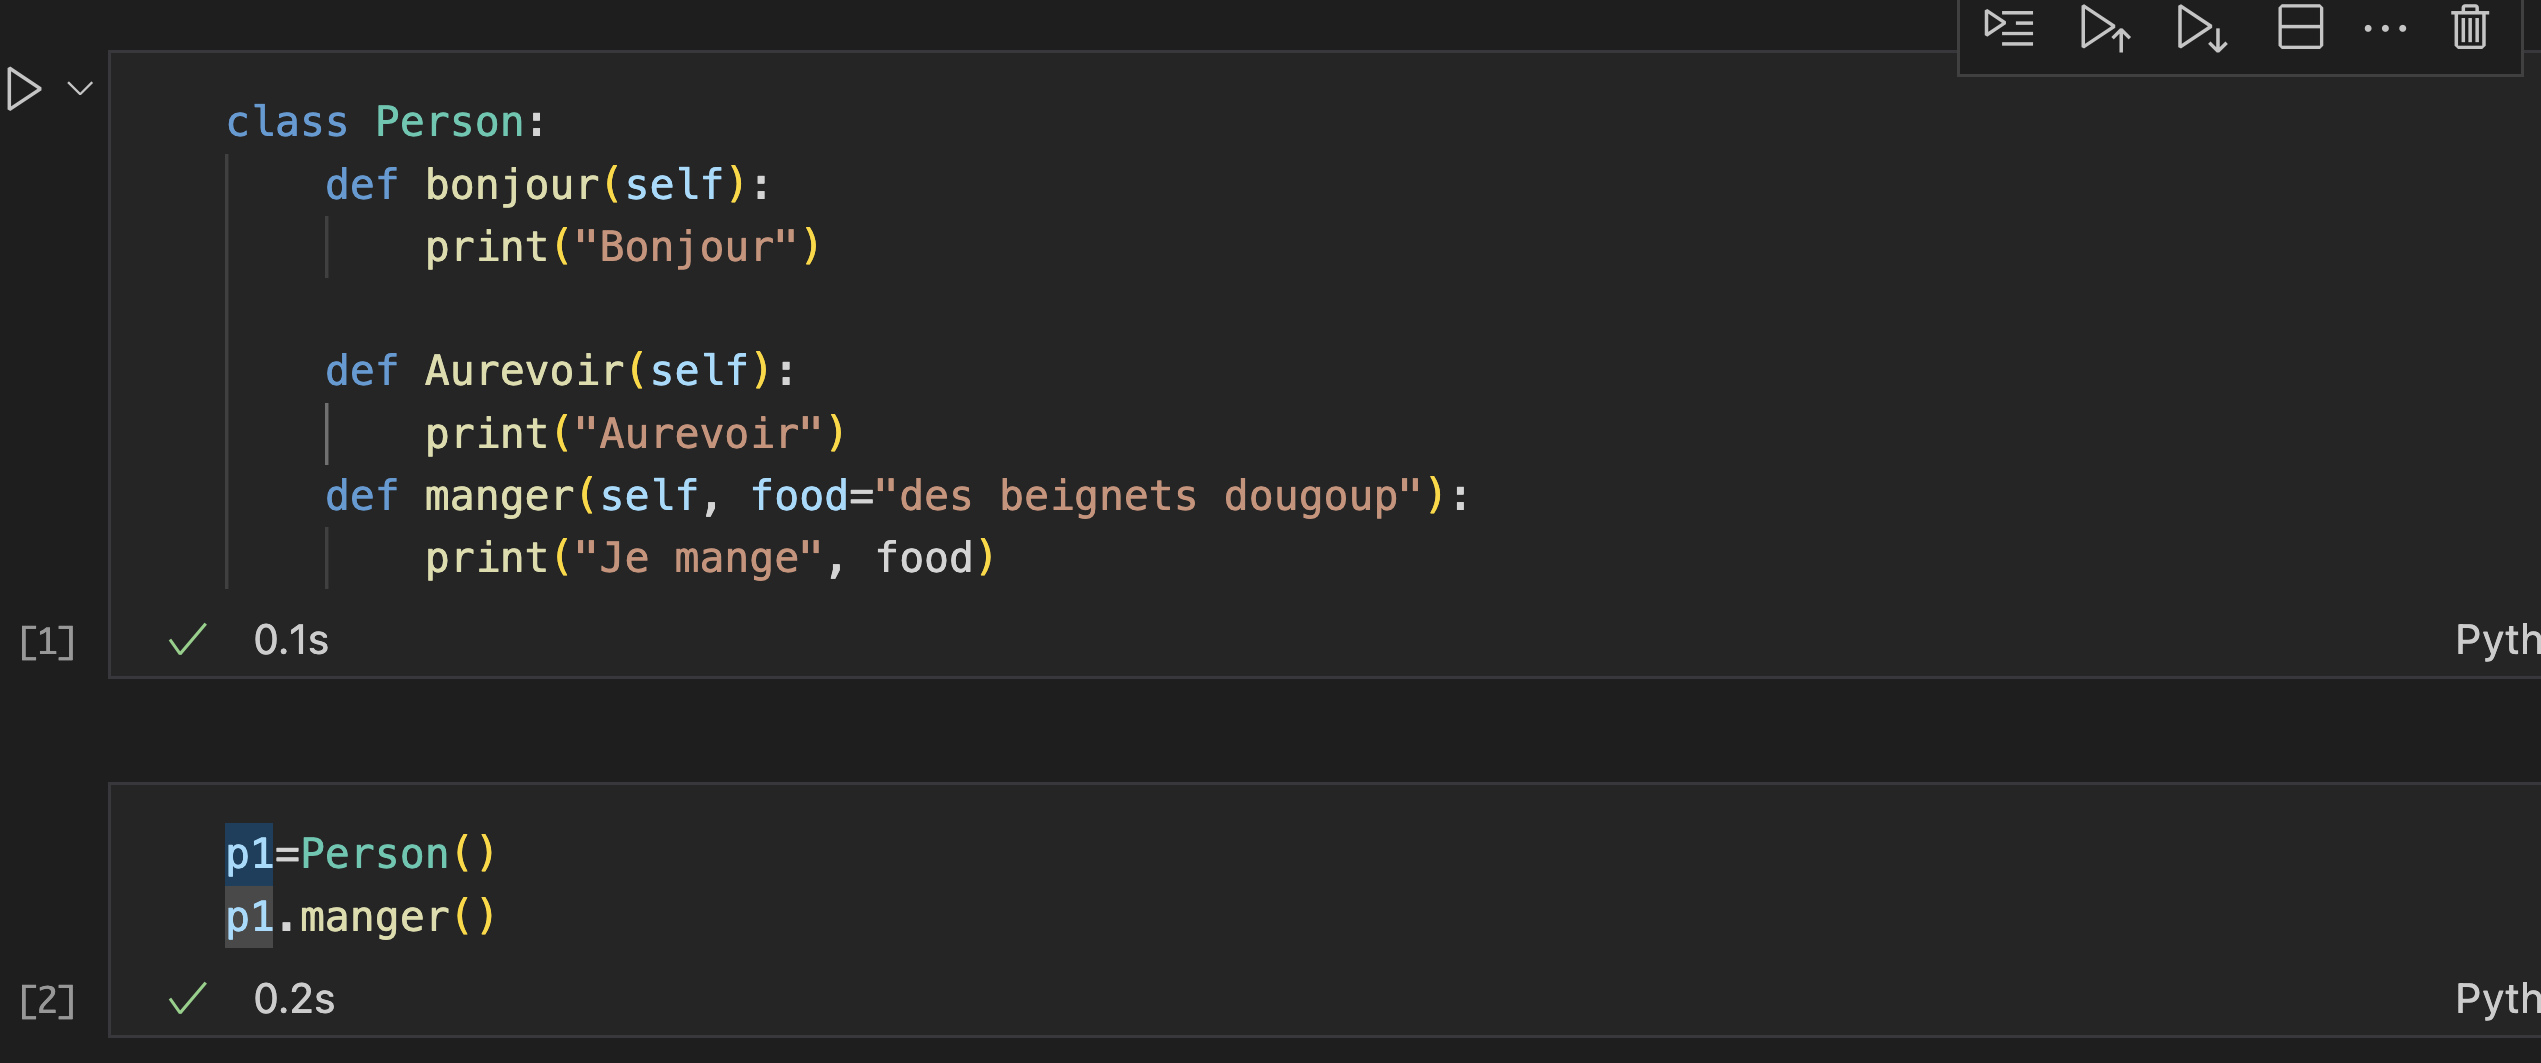 class Person:
    def bonjour(self):
        print("Bonjour")

    def Aurevoir(self):
        print("Aurevoir")
    def manger(self, food="des beignets dougoup"):
        print("Je mange", food)
[1] 0.1s Pyth
p1=Person()
p1.manger()
[2] 0.2s Pyth